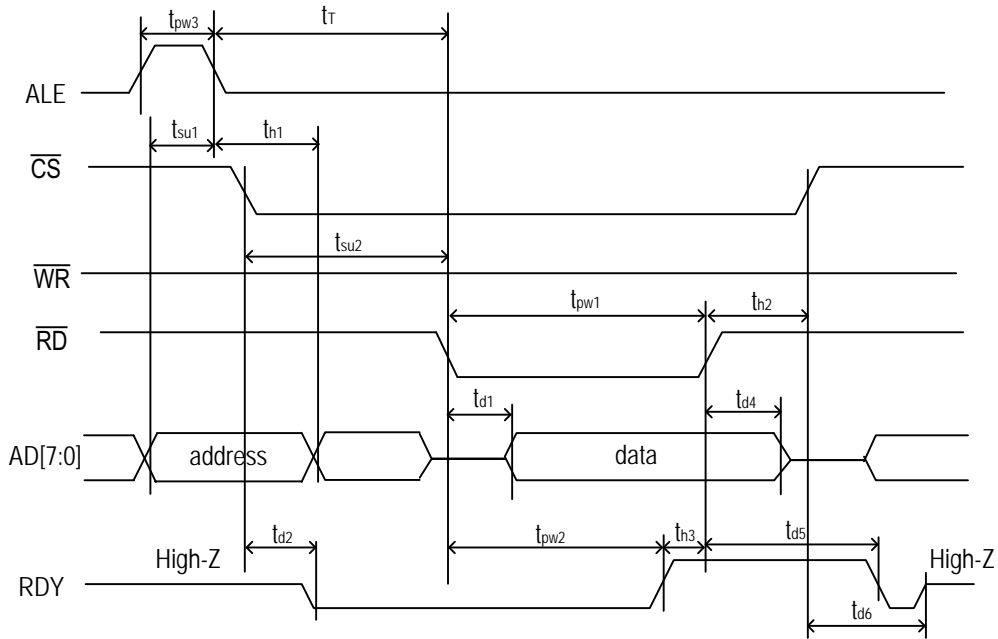 tpw3 tT
ALE
tsu1 th1
CS
tsu2
WR
tpw1 th2
RD
td1 td4
AD[7:0] address data
td2 tpw2 th3 td5
High-Z High-Z
RDY
td6